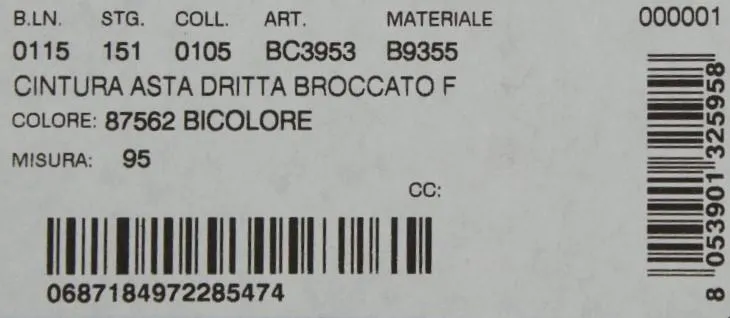 B.LN. STG. COLL. ART. MATERIALE 000001
0115 151 0105 BC3953 B9355
CINTURA ASTA DRITTA BROCCATO F
COLORE: 87562 BICOLORE
MISURA: 95
CC:
0687184972285474
8 053901 325958